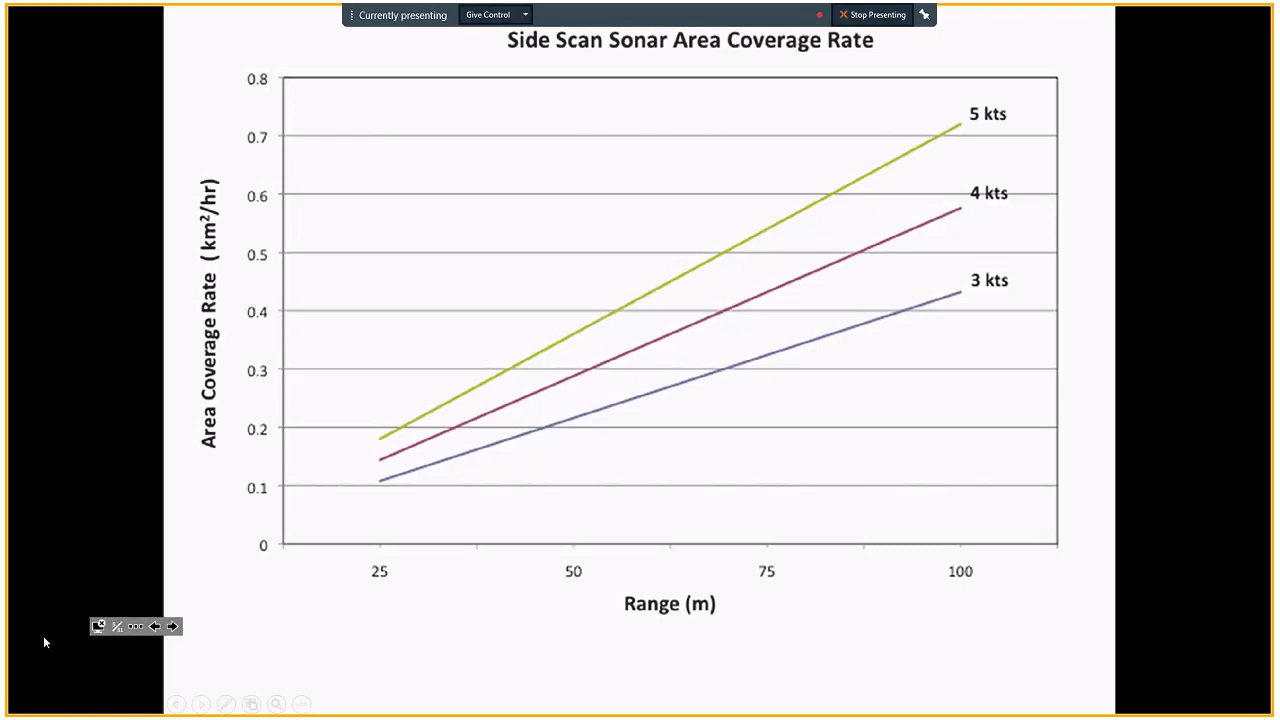 Currently presenting Give Control Stop Presenting
Side Scan Sonar Area Coverage Rate
0.8
0.7
0.6
0.5
0.4
0.3
0.2
0.1
0
Area Coverage Rate (km²/hr)
5 kts
4 kts
3 kts
25 50 75 100
Range (m)